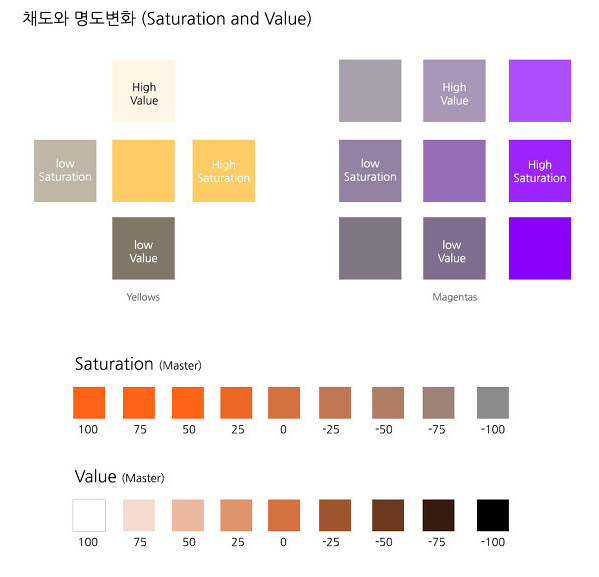 채도와 명도변화 (Saturation and Value)
High
Value
low
Saturation
High
Saturation
low
Value
Yellows
High
Value
low
Saturation
High
Saturation
low
Value
Magentas
Saturation (Master)
100 75 50 25 0 -25 -50 -75 -100
Value (Master)
100 75 50 25 0 -25 -50 -75 -100